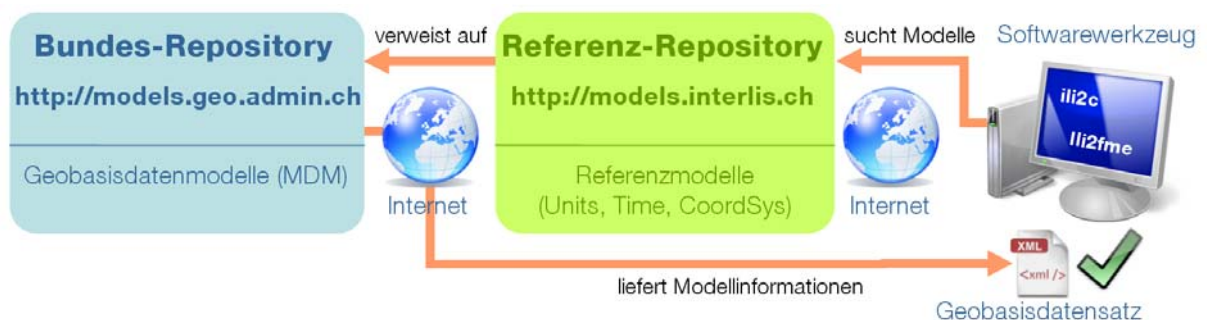 Bundes-Repository
http://models.geo.admin.ch
Geobasisdatenmodelle (MDM)
verweist auf
Internet
Referenz-Repository
http://models.interlis.ch
Referenzmodelle
(Units, Time, CoordSys)
sucht Modelle
Internet
Softwarewerkzeug
ili2c
Ili2fme
liefert Modellinformationen
XML
<xml />
Geobasisdatensatz